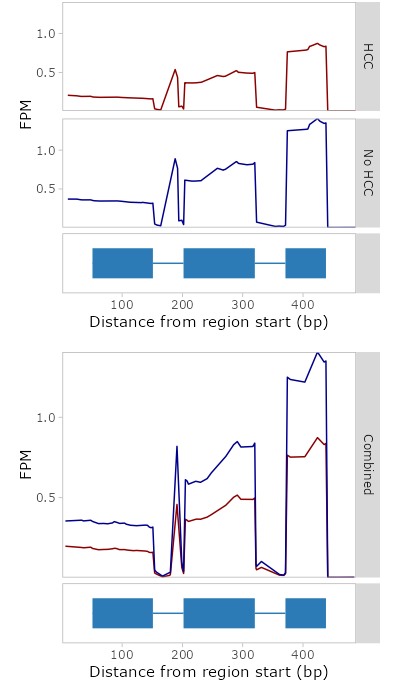 HCC
1.0
0.5
FPM
No HCC
1.0
0.5
100 200 300 400
Distance from region start (bp)
Combined
1.0
0.5
FPM
100 200 300 400
Distance from region start (bp)